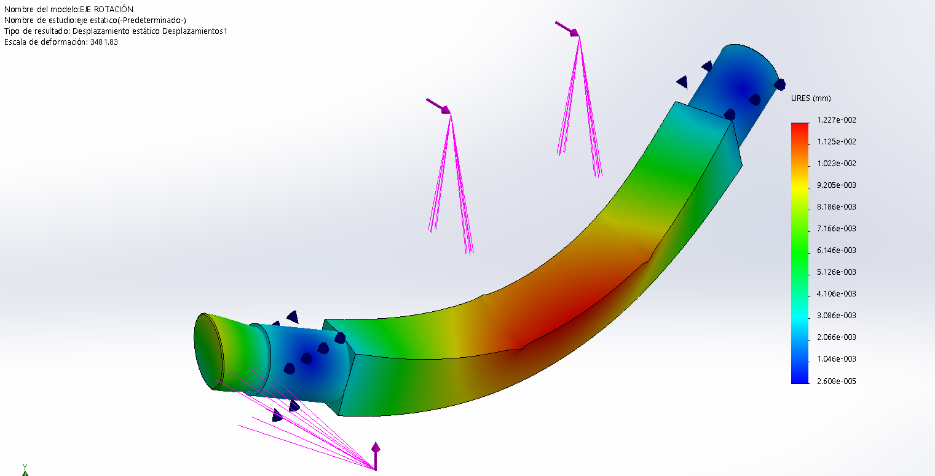 Nombre del modelo:EJE ROTACIÓN
Nombre de estudio:eje estatico(-Predeterminado-)
Tipo de resultado: Desplazamiento estático Desplazamientos1
Escala de deformación: 3481.83
URES (mm)
1.227e-002
1.125e-002
1.023e-002
9.205e-003
8.186e-003
7.166e-003
6.146e-003
5.126e-003
4.106e-003
3.086e-003
2.066e-003
1.046e-003
2.608e-005
Y